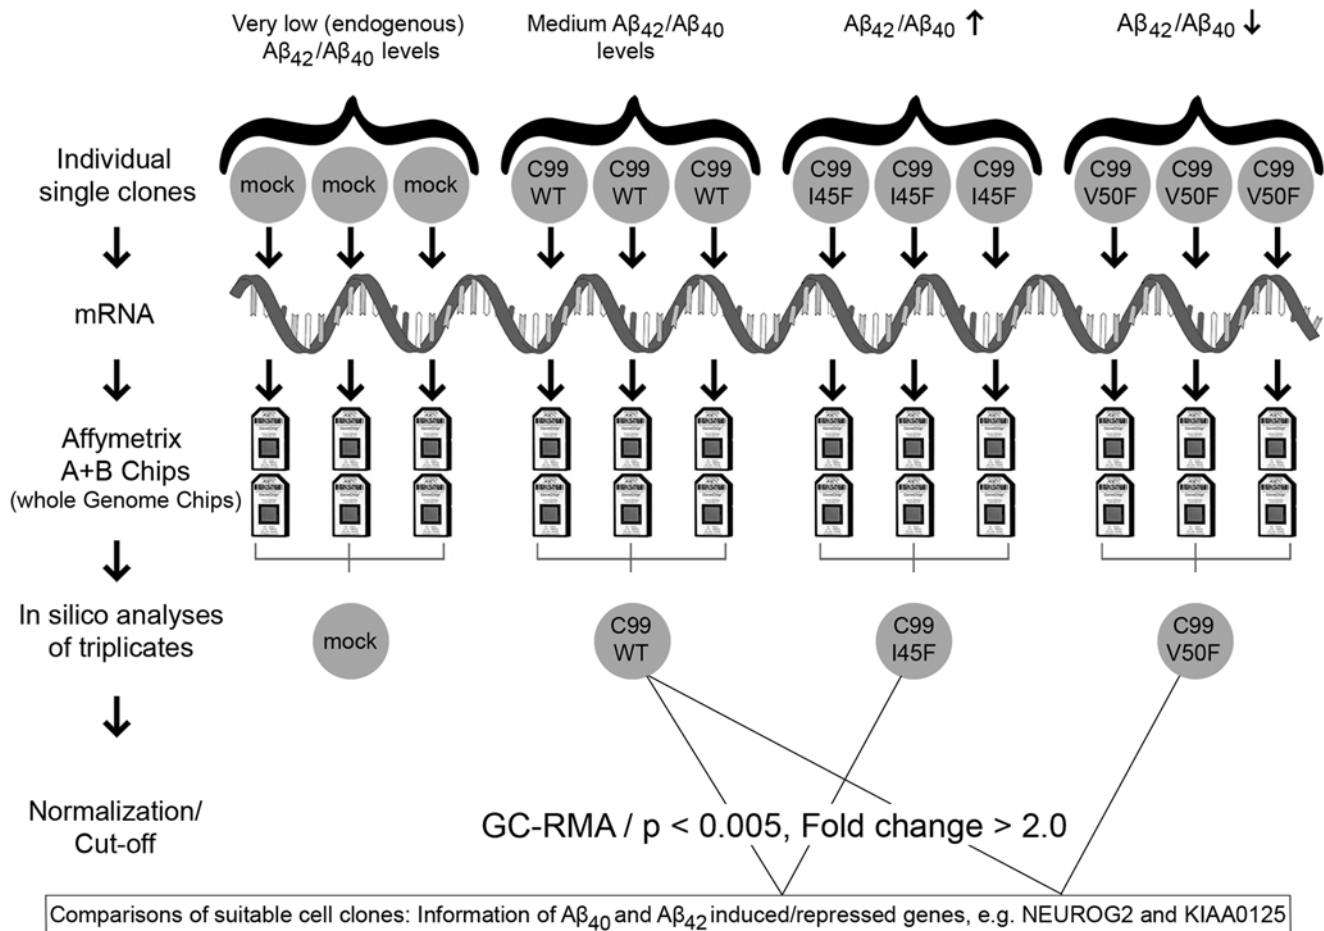 Very low (endogenous)
Aβ42/Aβ40 levels
Medium Aβ42/Aβ40
levels
Aβ42/Aβ40 ↑
Aβ42/Aβ40 ↓
Individual
single clones
mock mock mock
C99 C99 C99
WT WT WT
C99 C99 C99
I45F I45F I45F
C99 C99 C99
V50F V50F V50F
mRNA
Affymetrix
A+B Chips
(whole Genome Chips)
In silico analyses
of triplicates
mock
C99
WT
C99
I45F
C99
V50F
Normalization/
Cut-off
GC-RMA / p < 0.005, Fold change > 2.0
Comparisons of suitable cell clones: Information of Aβ40 and Aβ42 induced/repressed genes, e.g. NEUROG2 and KIAA0125